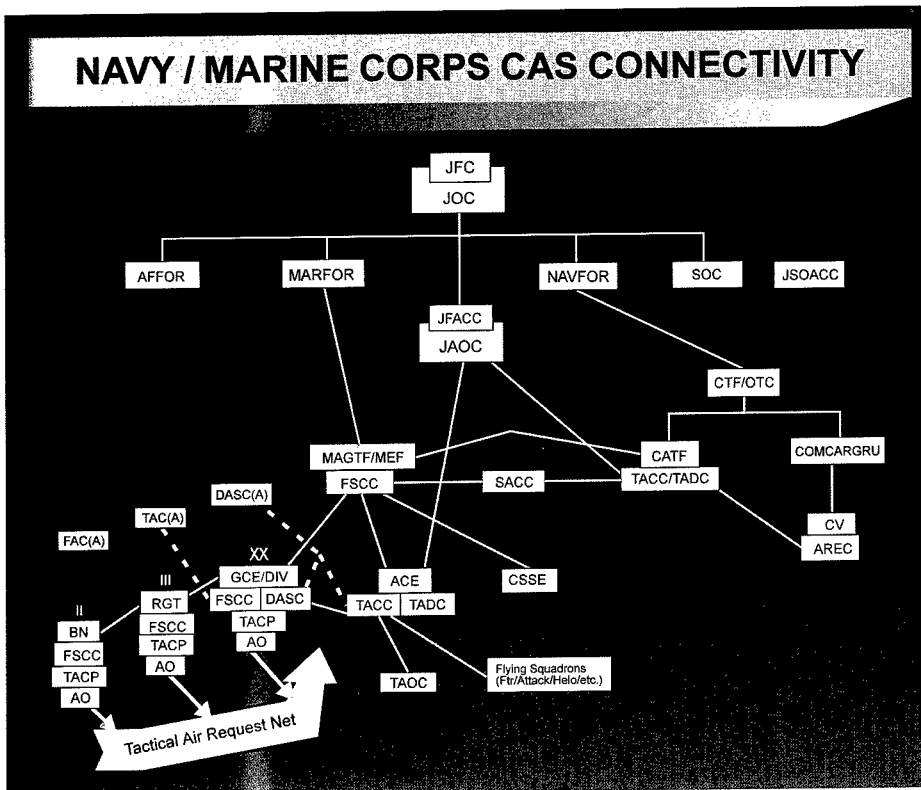 NAVY / MARINE CORPS CAS CONNECTIVITY
JFC
JOC
AFFOR
MARFOR
NAVFOR
SOC
JSOACC
JFACC
JAOC
CTF/OTC
MAGTF/MEF
FSCC
SACC
CATF
TACC/TADC
COMCARGRU
CV
AREC
DASC(A)
TAC(A)
FAC(A)
XX
GCE/DIV
FSCC
DASC
TACP
AO
III
RGT
FSCC
TACP
AO
II
BN
FSCC
TACP
AO
ACE
TACC
TADC
CSSE
TAOC
Flying Squadrons
(Ftr/Attack/Helo/etc.)
Tactical Air Request Net